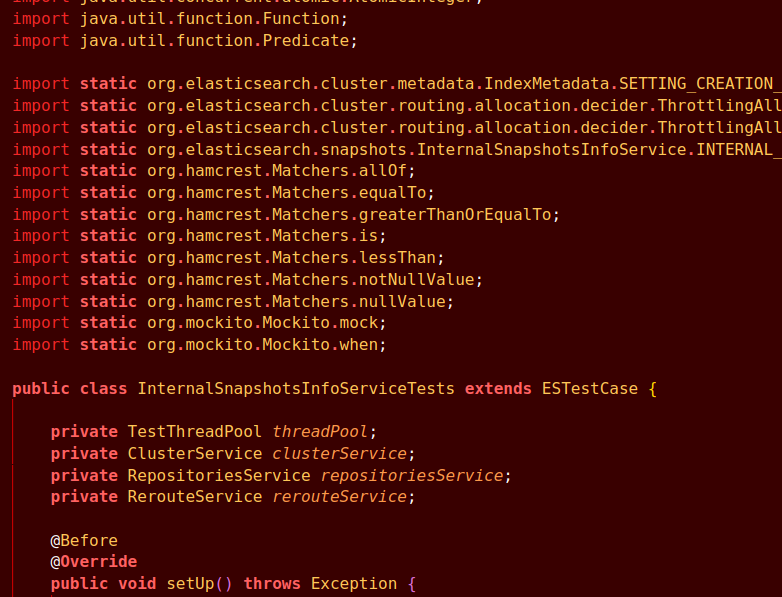 import java.util.concurrent.atomic.AtomicInteger;
import java.util.function.Function;
import java.util.function.Predicate;
import static org.elasticsearch.cluster.metadata.IndexMetadata.SETTING_CREATION_
import static org.elasticsearch.cluster.routing.allocation.decider.ThrottlingAll
import static org.elasticsearch.cluster.routing.allocation.decider.ThrottlingAll
import static org.elasticsearch.snapshots.InternalSnapshotsInfoService.INTERNAL_
import static org.hamcrest.Matchers.allOf;
import static org.hamcrest.Matchers.equalTo;
import static org.hamcrest.Matchers.greaterThanOrEqualTo;
import static org.hamcrest.Matchers.is;
import static org.hamcrest.Matchers.lessThan;
import static org.hamcrest.Matchers.notNullValue;
import static org.hamcrest.Matchers.nullValue;
import static org.mockito.Mockito.mock;
import static org.mockito.Mockito.when;
public class InternalSnapshotsInfoServiceTests extends ESTestCase {
private TestThreadPool threadPool;
private ClusterService clusterService;
private RepositoriesService repositoriesService;
private RerouteService rerouteService;
@Before
@Override
public void setUp() throws Exception {